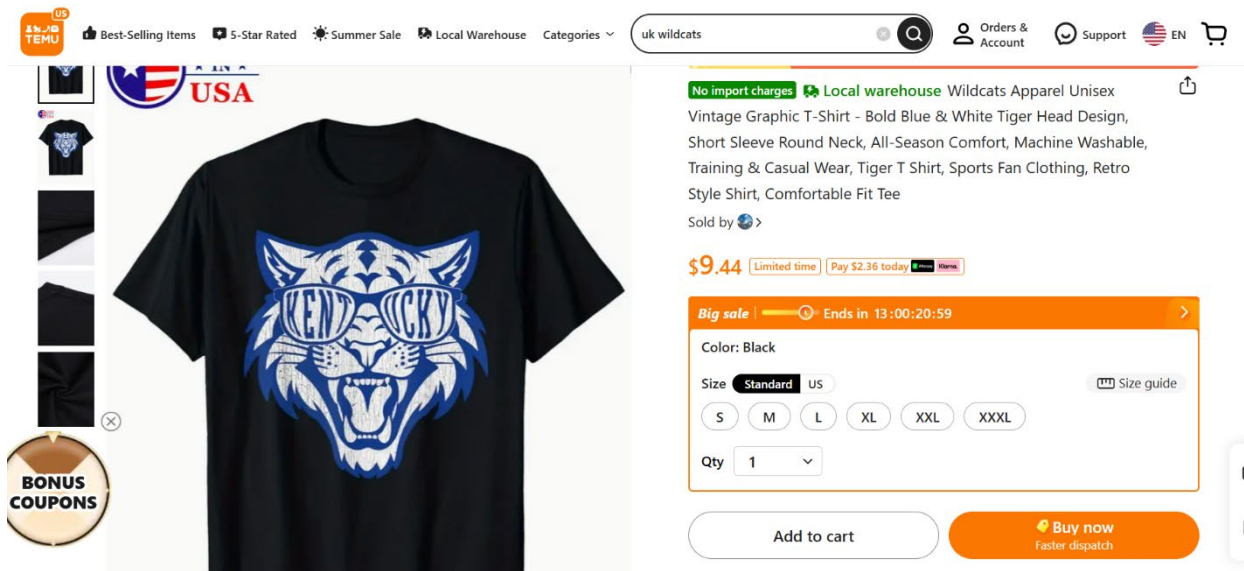 US
TEMU
Best-Selling Items
5-Star Rated
Summer Sale
Local Warehouse
Categories
uk wildcats
Orders &
Account
Support
EN
IN
USA
No import charges Local warehouse Wildcats Apparel Unisex
Vintage Graphic T-Shirt - Bold Blue & White Tiger Head Design,
Short Sleeve Round Neck, All-Season Comfort, Machine Washable,
Training & Casual Wear, Tiger T Shirt, Sports Fan Clothing, Retro
Style Shirt, Comfortable Fit Tee
Sold by
$9.44 Limited time Pay $2.36 today Klarna.
Big sale Ends in 13:00:20:59
Color: Black
Size Standard US
Size guide
S M L XL XXL XXXL
Qty 1
Add to cart
Buy now
Faster dispatch
KENTUCKY
BONUS
COUPONS